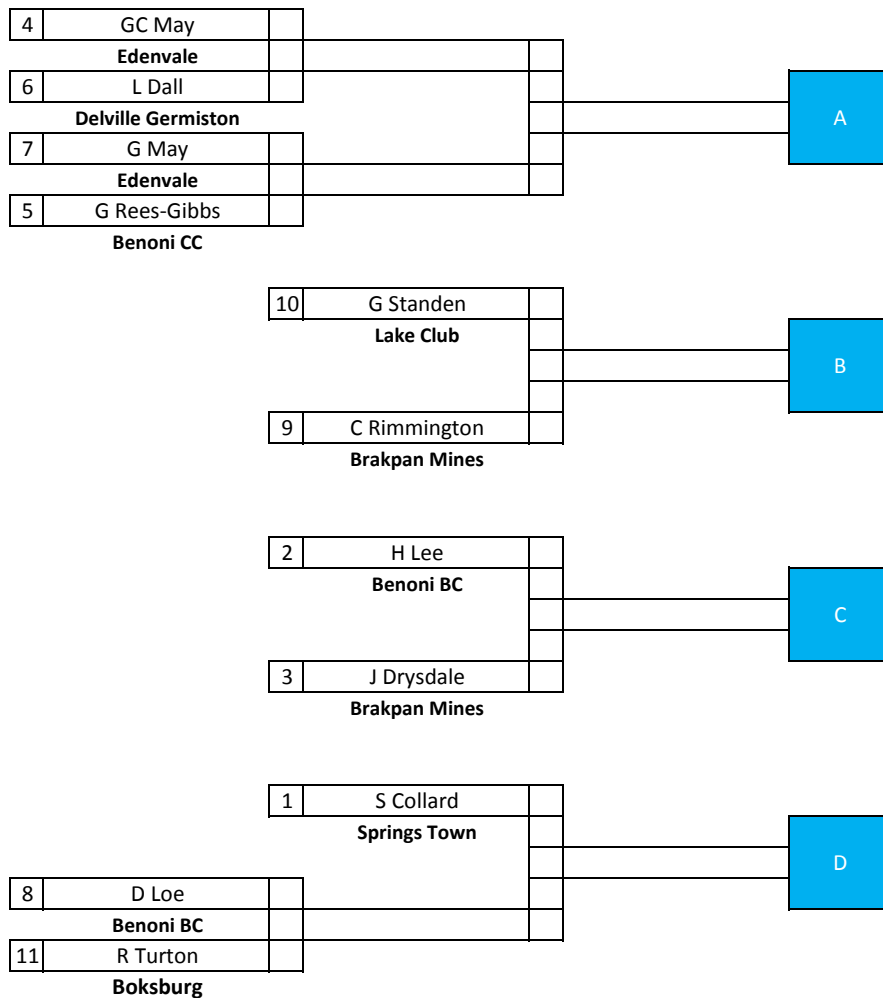 4 GC May
Edenvale
6 L Dall
Delville Germiston
A
7 G May
Edenvale
5 G Rees-Gibbs
Benoni CC
10 G Standen
Lake Club
B
9 C Rimmington
Brakpan Mines
2 H Lee
Benoni BC
C
3 J Drysdale
Brakpan Mines
1 S Collard
Springs Town
D
8 D Loe
Benoni BC
11 R Turton
Boksburg